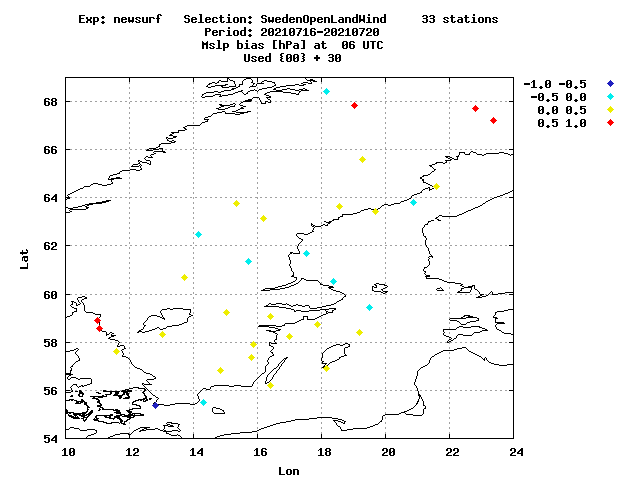 Exp: newsurf   Selection: SwedenOpenLandWind     33 stations
Period: 20210716-20210720
Mslp bias [hPa] at  06 UTC
Used {00} + 30
-1.0 -0.5
-0.5 0.0
0.0 0.5
0.5 1.0
68
66
64
62
60
58
56
54
Lat
10 12 14 16 18 20 22 24
Lon